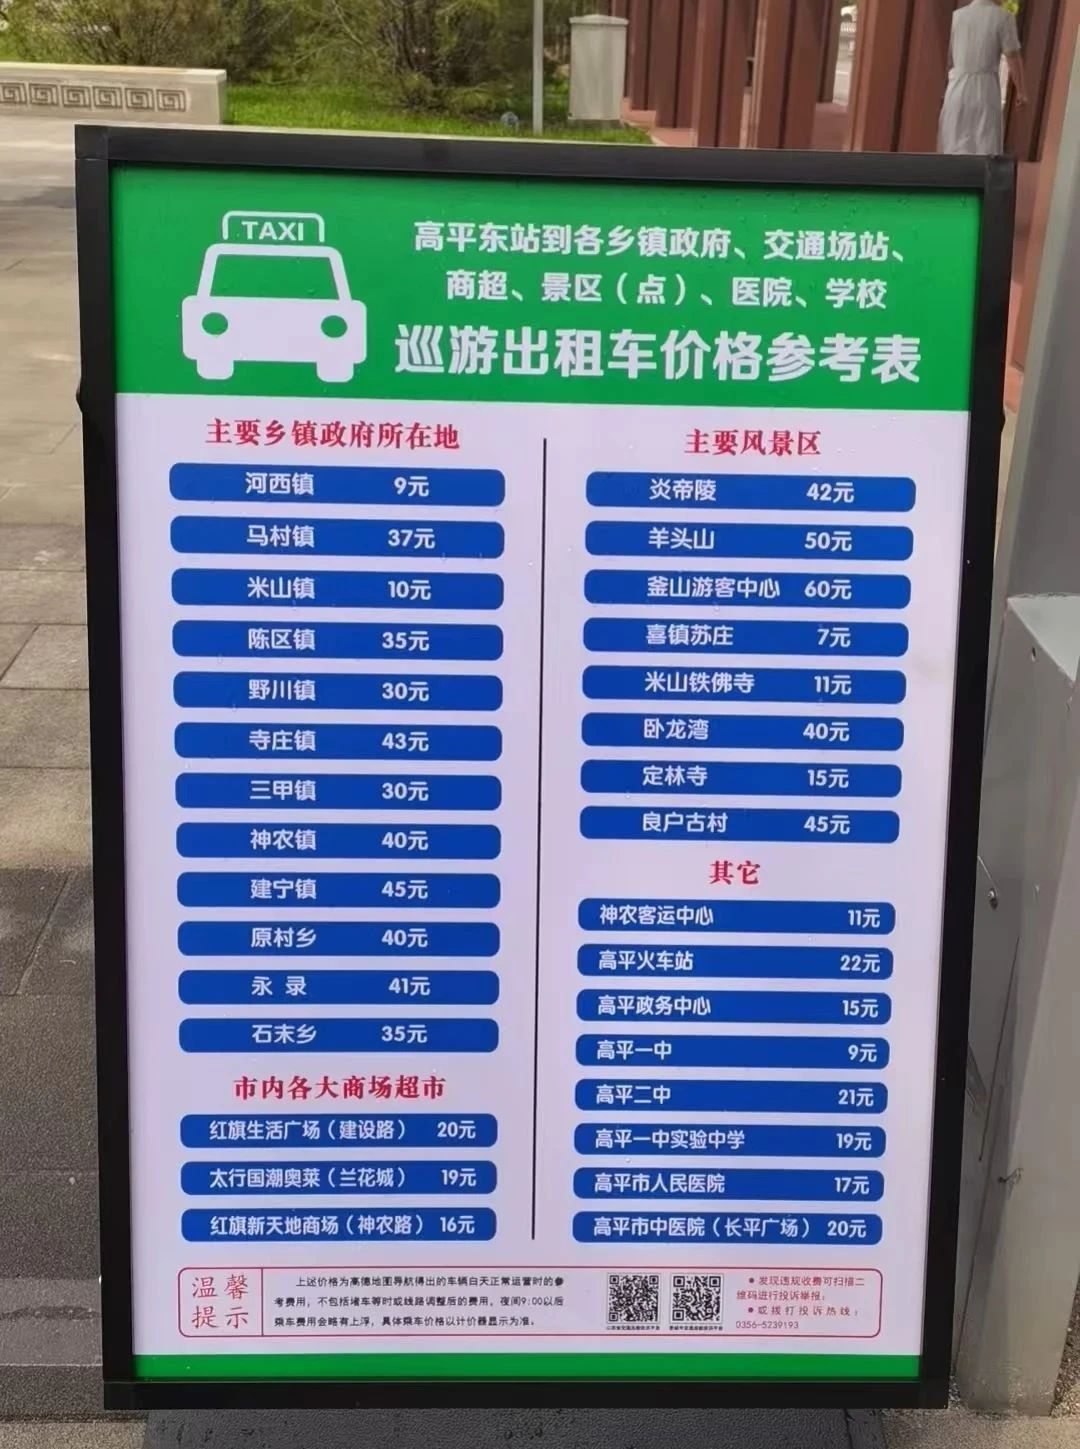 TAXI
高平东站到各乡镇政府、交通场站、
商超、景区（点）、医院、学校
巡游出租车价格参考表
主要乡镇政府所在地
河西镇 9元
马村镇 37元
米山镇 10元
陈区镇 35元
野川镇 30元
寺庄镇 43元
三甲镇 30元
神农镇 40元
建宁镇 45元
原村乡 40元
永 录 41元
石末乡 35元
市内各大商场超市
红旗生活广场（建设路） 20元
太行国潮奥莱（兰花城） 19元
红旗新天地商场（神农路） 16元
主要风景区
炎帝陵 42元
羊头山 50元
釜山游客中心 60元
喜镇苏庄 7元
米山铁佛寺 11元
卧龙湾 40元
定林寺 15元
良户古村 45元
其它
神农客运中心 11元
高平火车站 22元
高平政务中心 15元
高平一中 9元
高平二中 21元
高平一中实验中学 19元
高平市人民医院 17元
高平市中医院（长平广场） 20元
温馨
提示
上述价格为高德地图导航得出的车辆白天正常运营时的参
考费用，不包括堵车等时或线路调整后的费用，夜间9:00以后
乘车费用会略有上浮，具体乘车价格以计价器显示为准。
●发现违规收费可扫描二
维码进行投诉举报；
●或拨打投诉热线：
0356-5239193